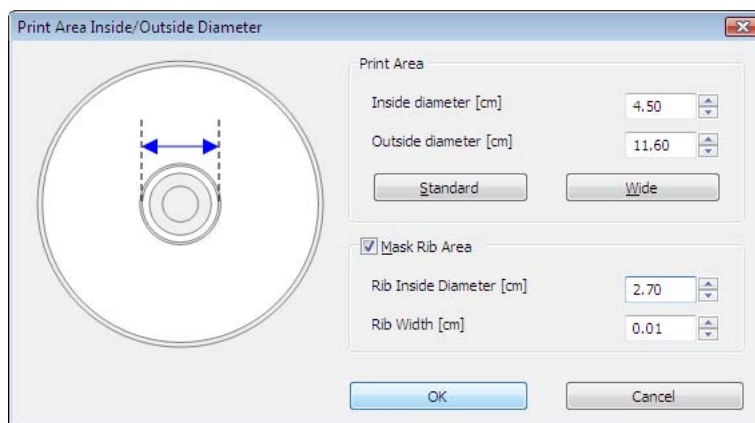 Print Area Inside/Outside Diameter
Print Area
Inside diameter [cm] 4.50
Outside diameter [cm] 11.60
Standard Wide
Mask Rib Area
Rib Inside Diameter [cm] 2.70
Rib Width [cm] 0.01
OK Cancel